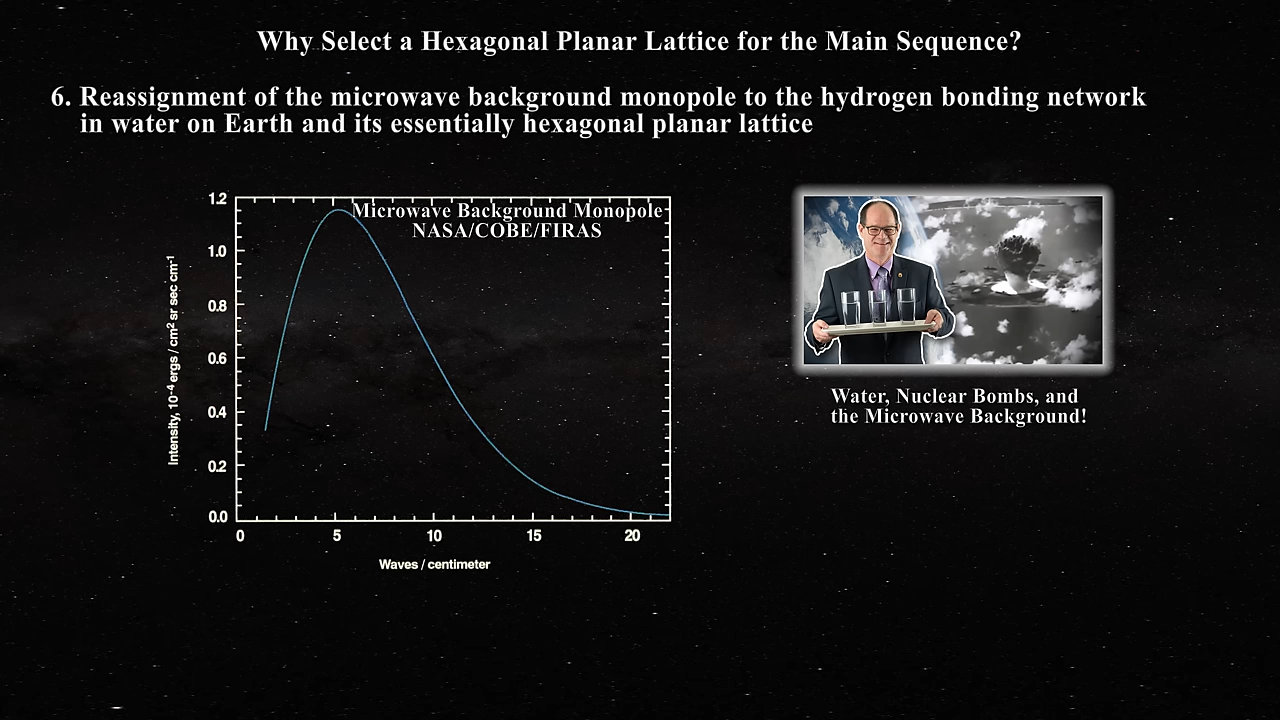 Why Select a Hexagonal Planar Lattice for the Main Sequence?
6. Reassignment of the microwave background monopole to the hydrogen bonding network
in water on Earth and its essentially hexagonal planar lattice
Microwave Background Monopole
NASA/COBE/FIRAS
Intensity, 10⁻⁴ ergs / cm² sr sec cm⁻¹
1.2
1.0
0.8
0.6
0.4
0.2
0.0
0 5 10 15 20
Waves / centimeter
Water, Nuclear Bombs, and
the Microwave Background!